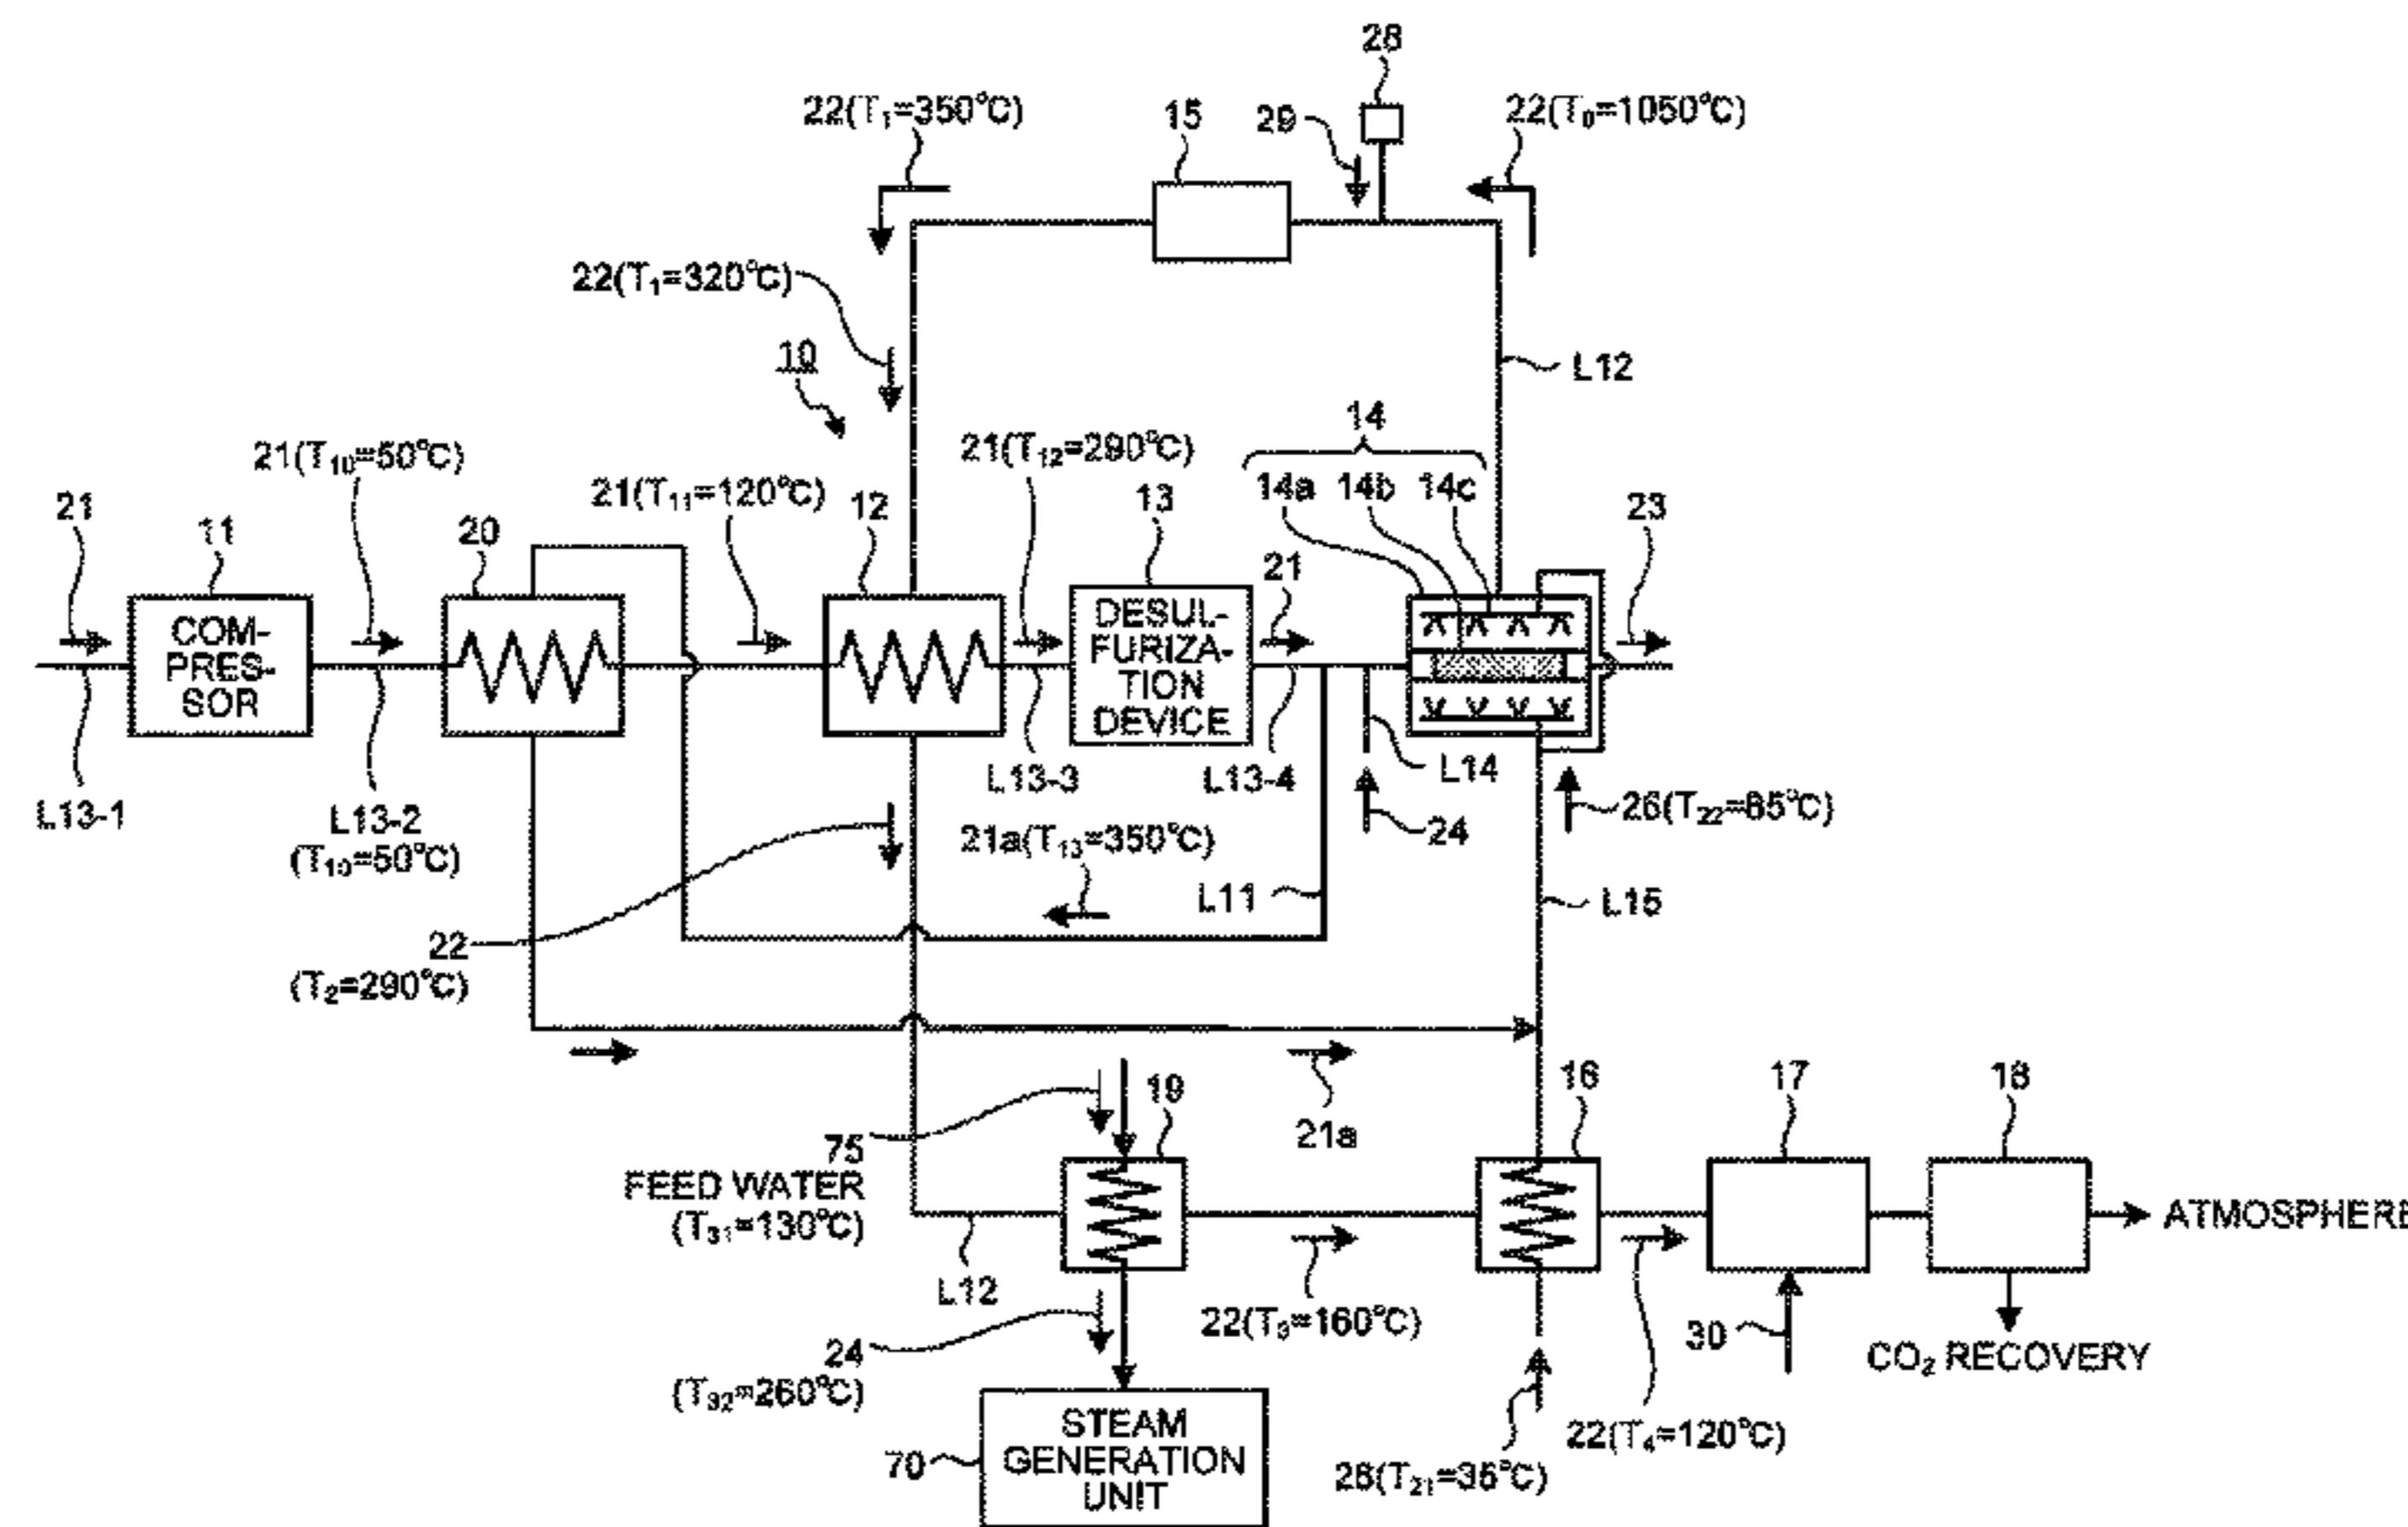 28
22(T₁=350°C)
15
29
22(T₀=1050°C)
22(T₁=320°C)
10
L12
14
21(T₁₀=50°C)
21(T₁₂=290°C)
21(T₁₁=120°C)
14a
14b
14c
21
11
20
12
13
21
23
COM-
PRES-
SOR
DESUL-
FURIZA-
TION
DEVICE
L13-1
L13-2
(T₁₀=50°C)
L13-3
L13-4
L14
24
26(T₂₂=85°C)
21a(T₁₃=350°C)
L11
L15
22
(T₂=290°C)
21a
75
FEED WATER
(T₃₁=130°C)
19
16
17
18
ATMOSPHERE
L12
22(T₃=160°C)
30
CO₂ RECOVERY
24
(T₃₂=260°C)
22(T₄=120°C)
26(T₂₁=35°C)
70
STEAM
GENERATION
UNIT